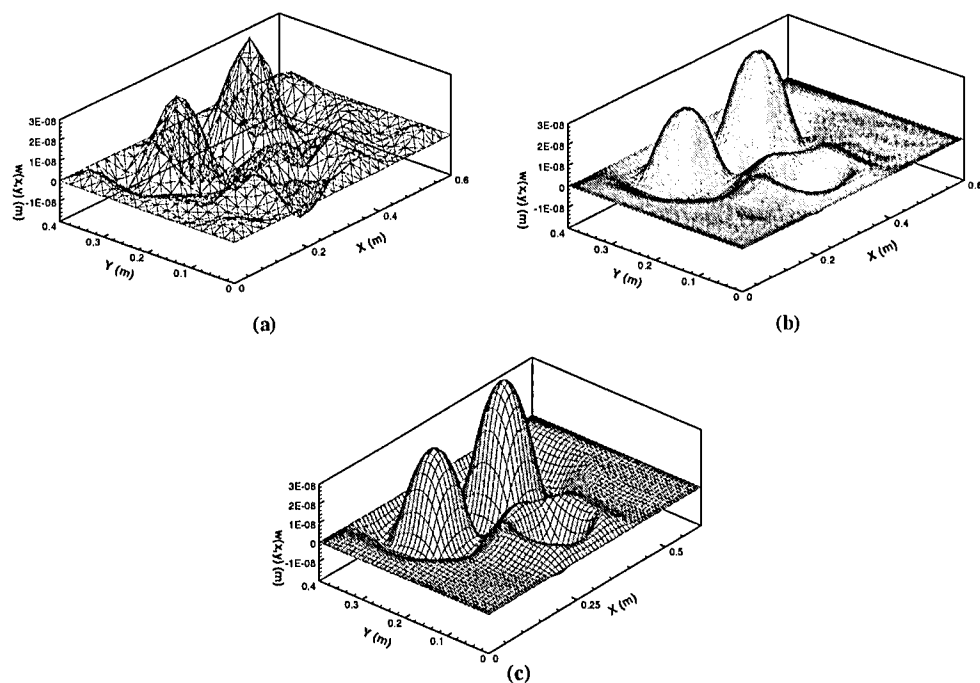 3E-08
2E-08
1E-08
0
-1E-08
w(x,y) (m)
0.4
0.3
0.2
0.1
0
Y (m)
0
0.2
0.4
0.6
X (m)
(a)
3E-08
2E-08
1E-08
0
-1E-08
w(x,y) (m)
0.4
0.3
0.2
0.1
0
Y (m)
0
0.2
0.4
0.6
X (m)
(b)
3E-08
2E-08
1E-08
0
-1E-08
w(x,y) (m)
0.4
0.3
0.2
0.1
0
Y (m)
0
0.25
0.5
X (m)
(c)